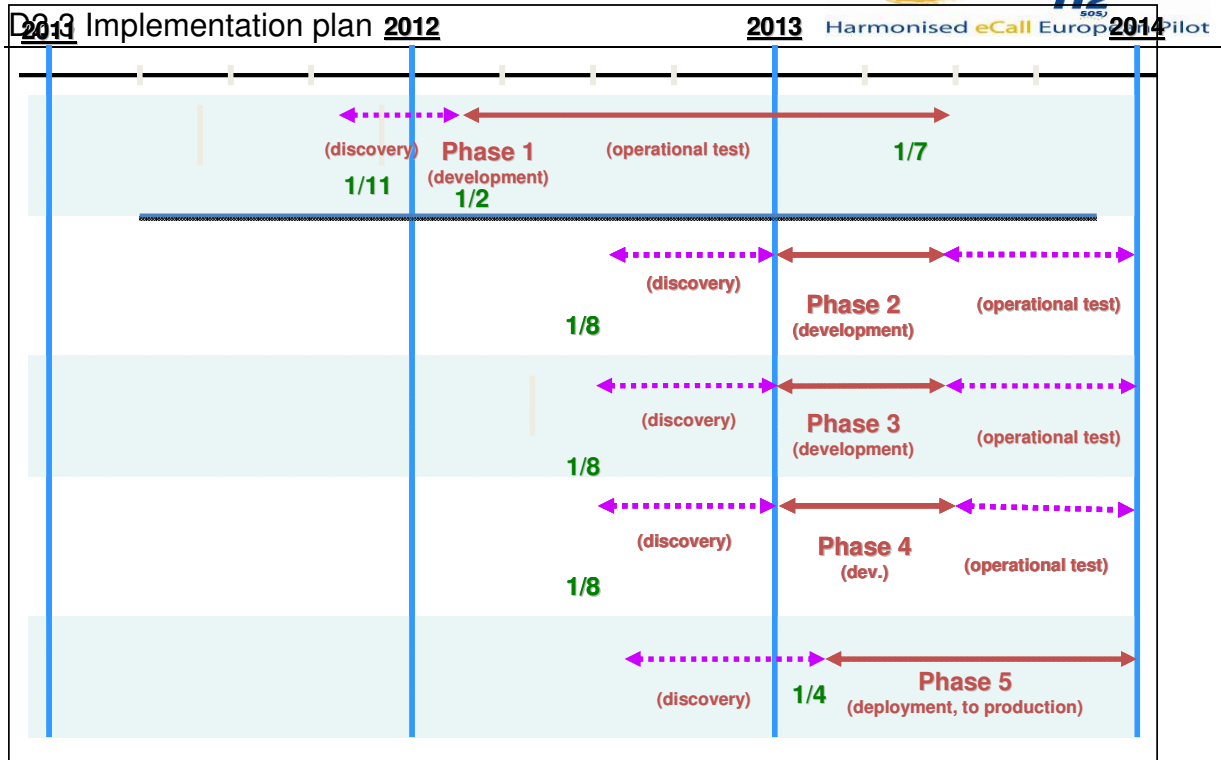 D2.3 Implementation plan
112
SOS
Harmonised eCall European Pilot
2011 2012 2013 2014
(discovery) Phase 1 (operational test) 1/7
1/11 (development)
1/2
(discovery)
Phase 2 (operational test)
1/8 (development)
(discovery) Phase 3 (operational test)
(development)
1/8
(discovery) Phase 4
(dev.) (operational test)
1/8
(discovery) 1/4 Phase 5
(deployment, to production)